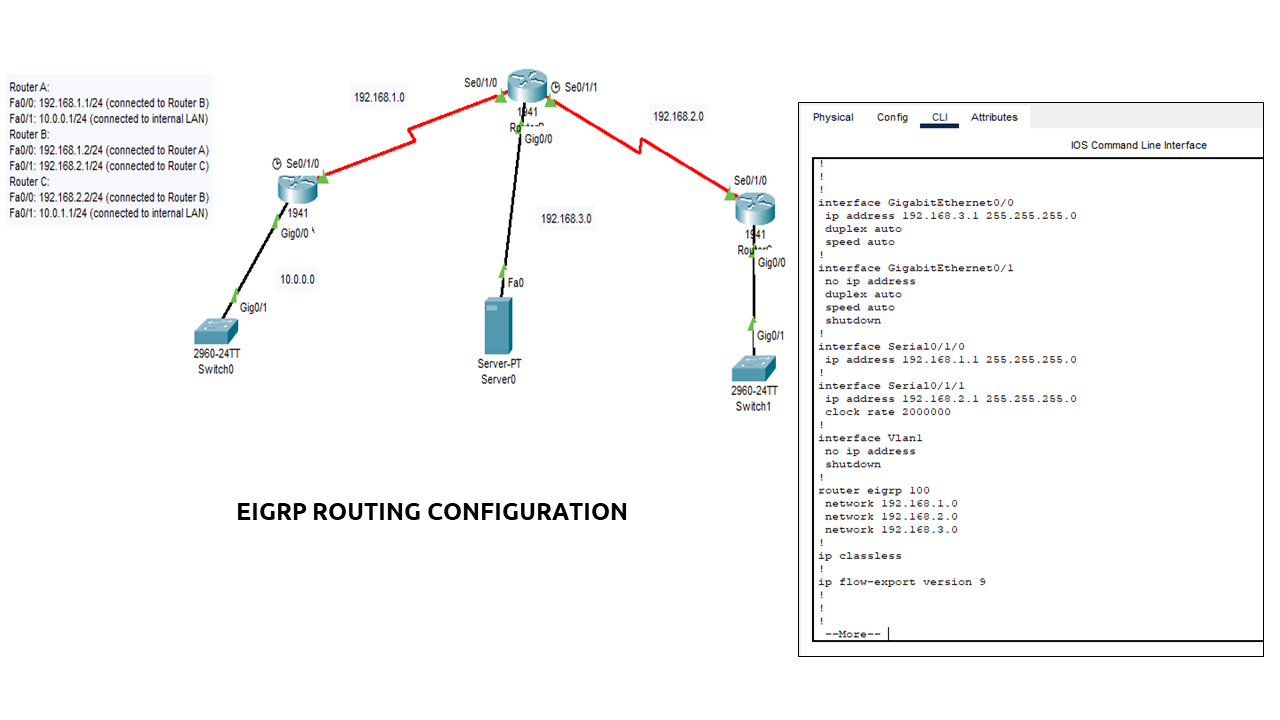 Router A:
Fa0/0: 192.168.1.1/24 (connected to Router B)
Fa0/1: 10.0.0.1/24 (connected to internal LAN)
Router B:
Fa0/0: 192.168.1.2/24 (connected to Router A)
Fa0/1: 192.168.2.1/24 (connected to Router C)
Router C:
Fa0/0: 192.168.2.2/24 (connected to Router B)
Fa0/1: 10.0.1.1/24 (connected to internal LAN)
192.168.1.0
Se0/1/0
Se0/1/1
1941
Gig0/0
192.168.2.0
Se0/1/0
1941
Gig0/0
10.0.0.0
Gig0/1
2960-24TT
Switch0
192.168.3.0
Fa0
Server-PT
Server0
Se0/1/0
1941
RouterC
Gig0/0
Gig0/1
2960-24TT
Switch1
EIGRP ROUTING CONFIGURATION
Physical Config CLI Attributes
IOS Command Line Interface
!
!
!
interface GigabitEthernet0/0
ip address 192.168.3.1 255.255.255.0
duplex auto
speed auto
!
interface GigabitEthernet0/1
no ip address
duplex auto
speed auto
shutdown
!
interface Serial0/1/0
ip address 192.168.1.1 255.255.255.0
!
interface Serial0/1/1
ip address 192.168.2.1 255.255.255.0
clock rate 2000000
!
interface Vlan1
no ip address
shutdown
!
router eigrp 100
network 192.168.1.0
network 192.168.2.0
network 192.168.3.0
!
ip classless
!
ip flow-export version 9
!
!
!
--More--